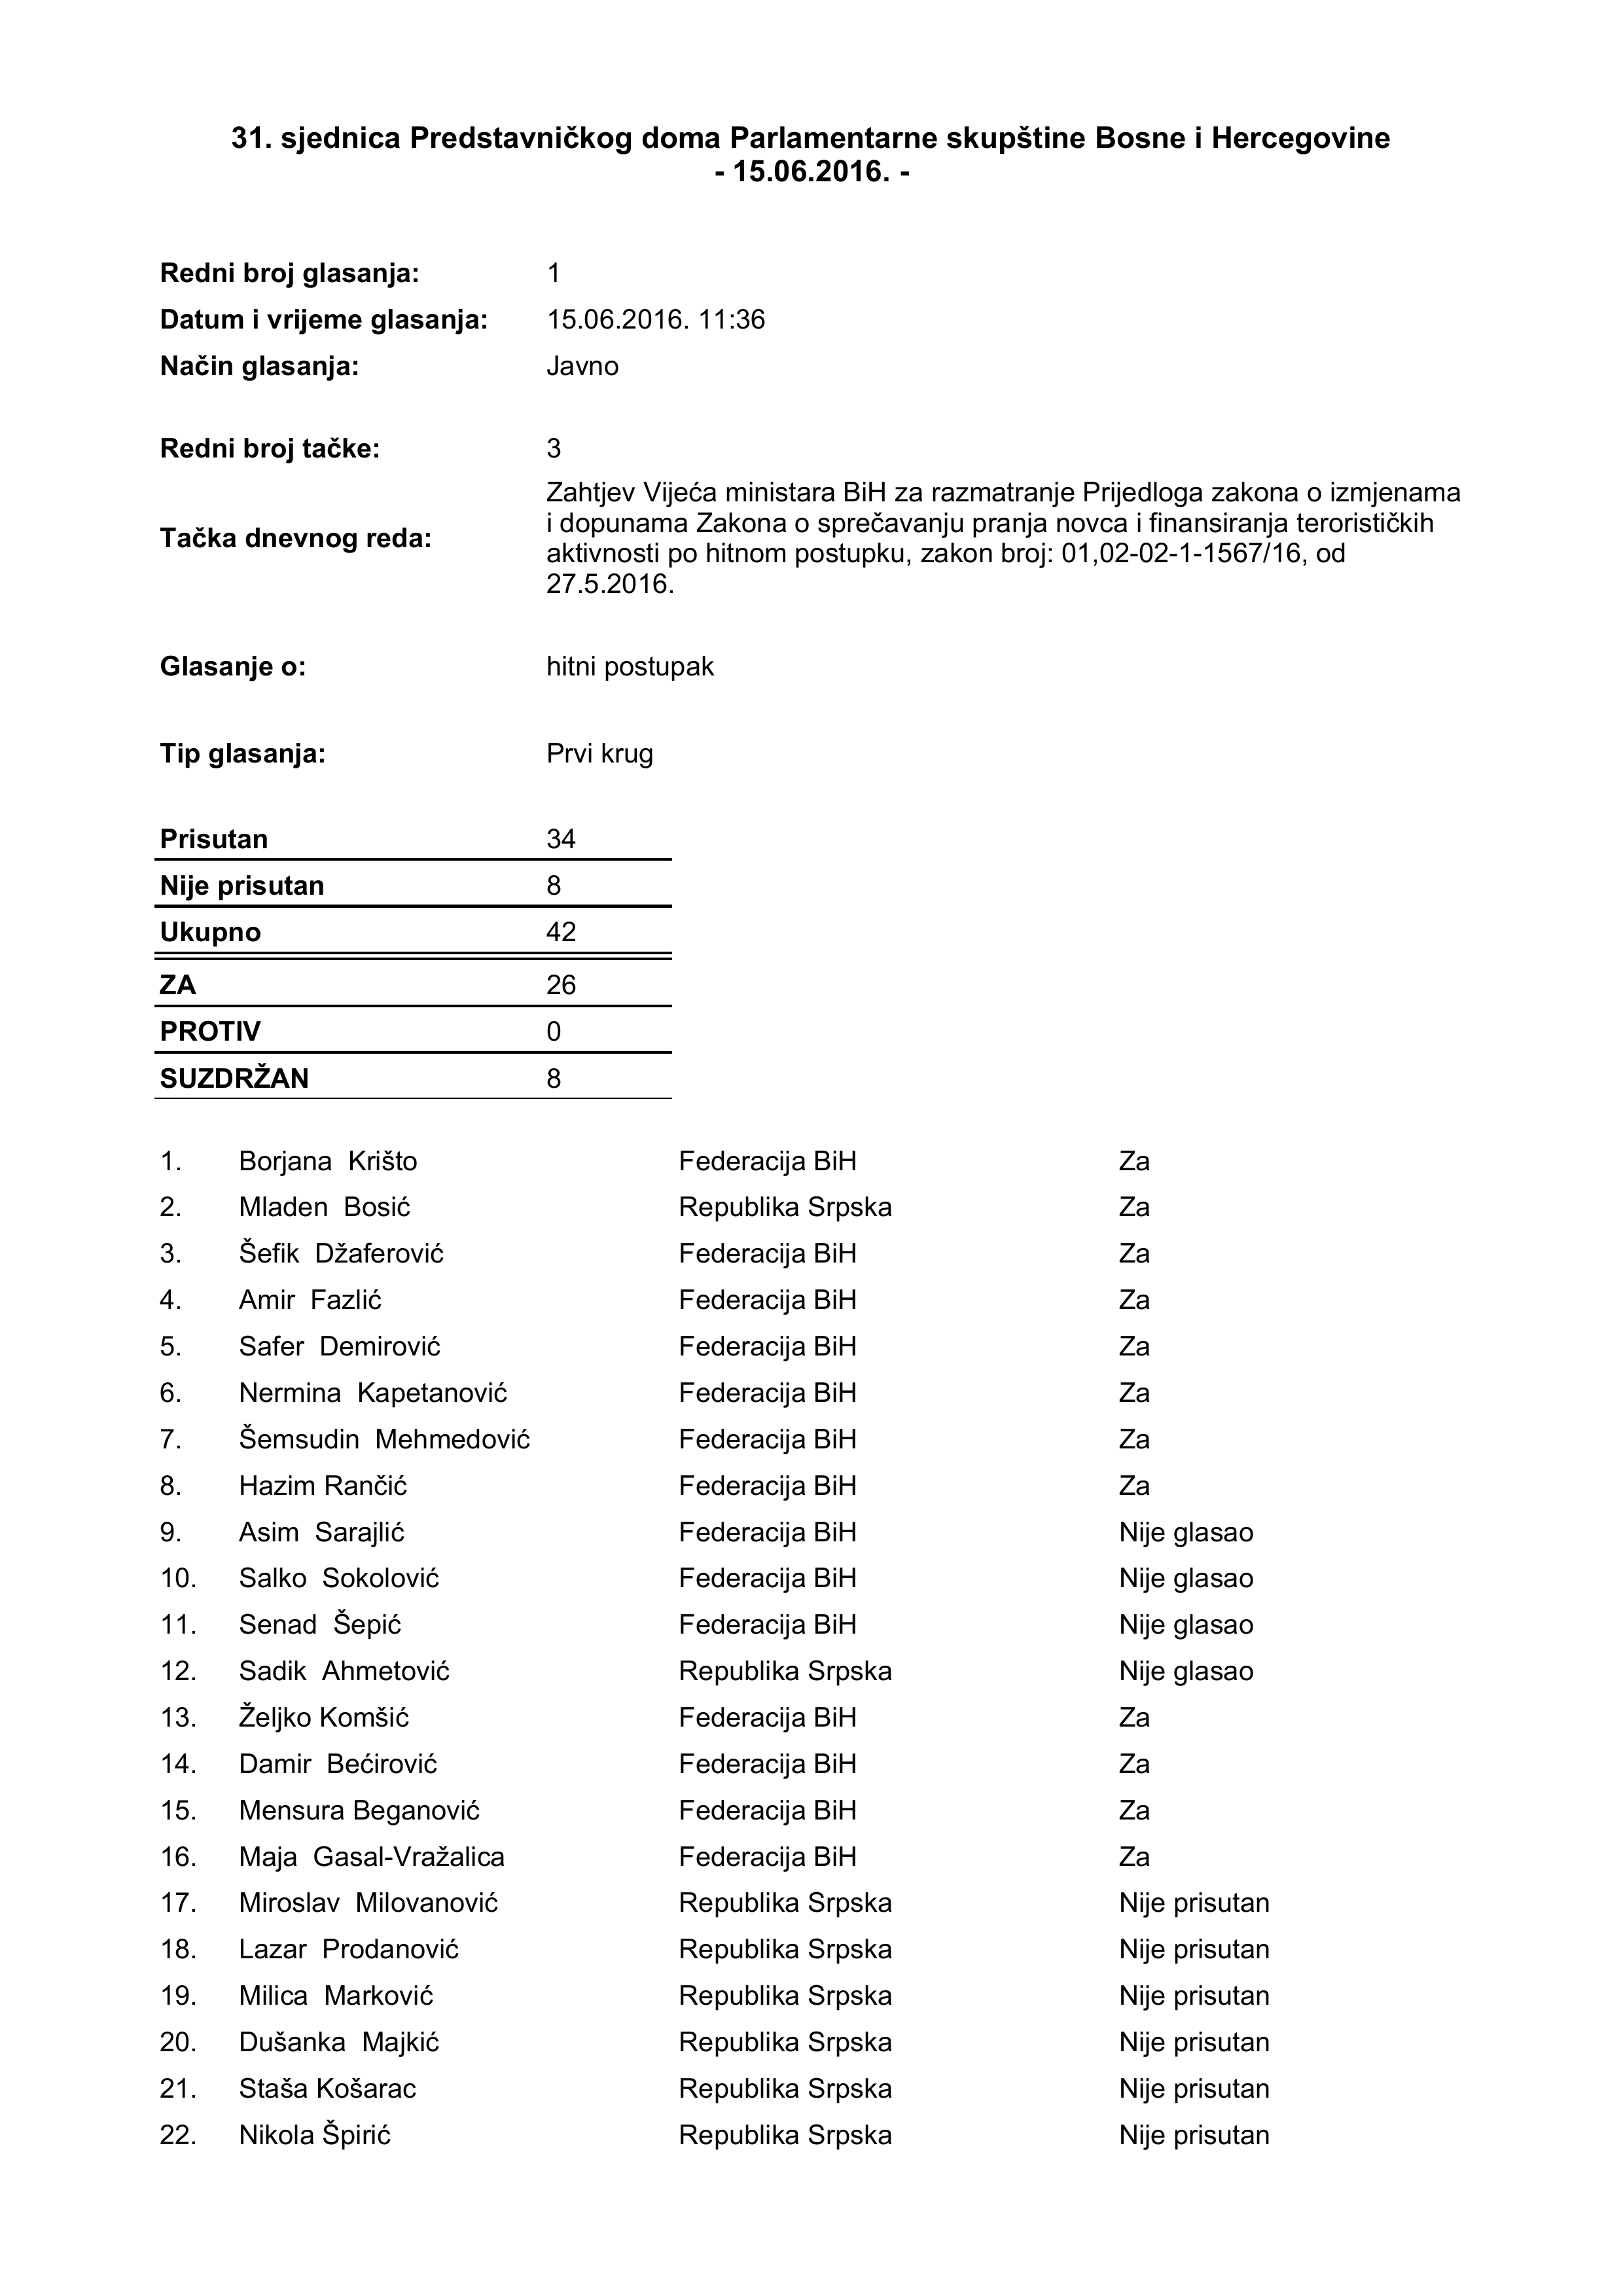 31. sjednica Predstavničkog doma Parlamentarne skupštine Bosne i Hercegovine
- 15.06.2016. -
Redni broj glasanja: 1
Datum i vrijeme glasanja: 15.06.2016. 11:36
Način glasanja: Javno
Redni broj tačke: 3
Tačka dnevnog reda: Zahtjev Vijeća ministara BiH za razmatranje Prijedloga zakona o izmjenama
i dopunama Zakona o sprečavanju pranja novca i finansiranja terorističkih
aktivnosti po hitnom postupku, zakon broj: 01,02-02-1-1567/16, od
27.5.2016.
Glasanje o: hitni postupak
Tip glasanja: Prvi krug
Prisutan 34
Nije prisutan 8
Ukupno 42
ZA 26
PROTIV 0
SUZDRŽAN 8
1. Borjana Krišto Federacija BiH Za
2. Mladen Bosić Republika Srpska Za
3. Šefik Džaferović Federacija BiH Za
4. Amir Fazlić Federacija BiH Za
5. Safer Demirović Federacija BiH Za
6. Nermina Kapetanović Federacija BiH Za
7. Šemsudin Mehmedović Federacija BiH Za
8. Hazim Rančić Federacija BiH Za
9. Asim Sarajlić Federacija BiH Nije glasao
10. Salko Sokolović Federacija BiH Nije glasao
11. Senad Šepić Federacija BiH Nije glasao
12. Sadik Ahmetović Republika Srpska Nije glasao
13. Željko Komšić Federacija BiH Za
14. Damir Bećirović Federacija BiH Za
15. Mensura Beganović Federacija BiH Za
16. Maja Gasal-Vražalica Federacija BiH Za
17. Miroslav Milovanović Republika Srpska Nije prisutan
18. Lazar Prodanović Republika Srpska Nije prisutan
19. Milica Marković Republika Srpska Nije prisutan
20. Dušanka Majkić Republika Srpska Nije prisutan
21. Staša Košarac Republika Srpska Nije prisutan
22. Nikola Špirić Republika Srpska Nije prisutan